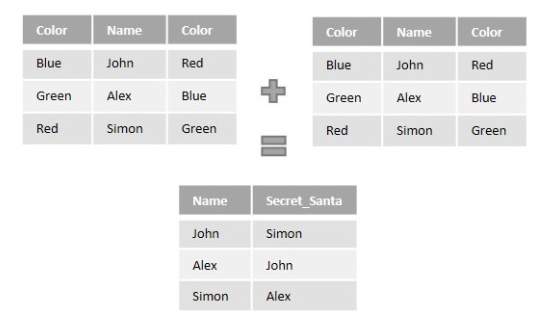 Color Name Color
Blue John Red
Green Alex Blue
Red Simon Green
Color Name Color
Blue John Red
Green Alex Blue
Red Simon Green
Name Secret_Santa
John Simon
Alex John
Simon Alex